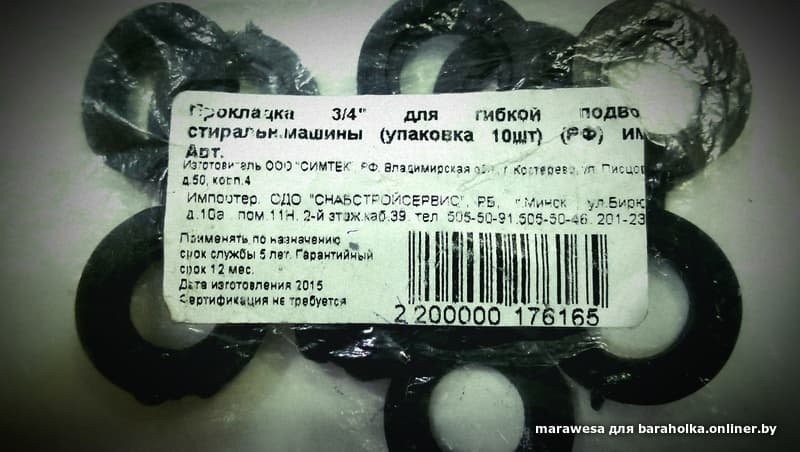 Прокладка 3/4" для гибкой подво
стиральн.машины (упаковка 10шт) (РФ) ИМ
Арт.
Изготовитель ООО "СИМТЕК" РФ, Владимирская обл., г.Костерево, ул. Писцов
д.50, корп.4
Импортер: ОДО "СНАБСТРОЙСЕРВИС", РБ, г.Минск ул.Бирю
д.10а , пом.11Н, 2-й этаж,каб.39, тел. 505-50-91,505-50-46, 201-23
Применять по назначению
срок службы 5 лет. Гарантийный
срок 12 мес.
Дата изготовления 2015
Сертификация не требуется
2 200000 176165
marawesa для baraholka.onliner.by